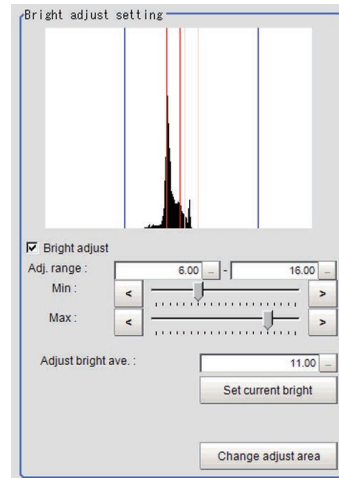 Bright adjust setting
Bright adjust
Adj. range : 6.00 ... - 16.00 ...
Min : < >
Max : < >
Adjust bright ave. : 11.00 ...
Set current bright
Change adjust area